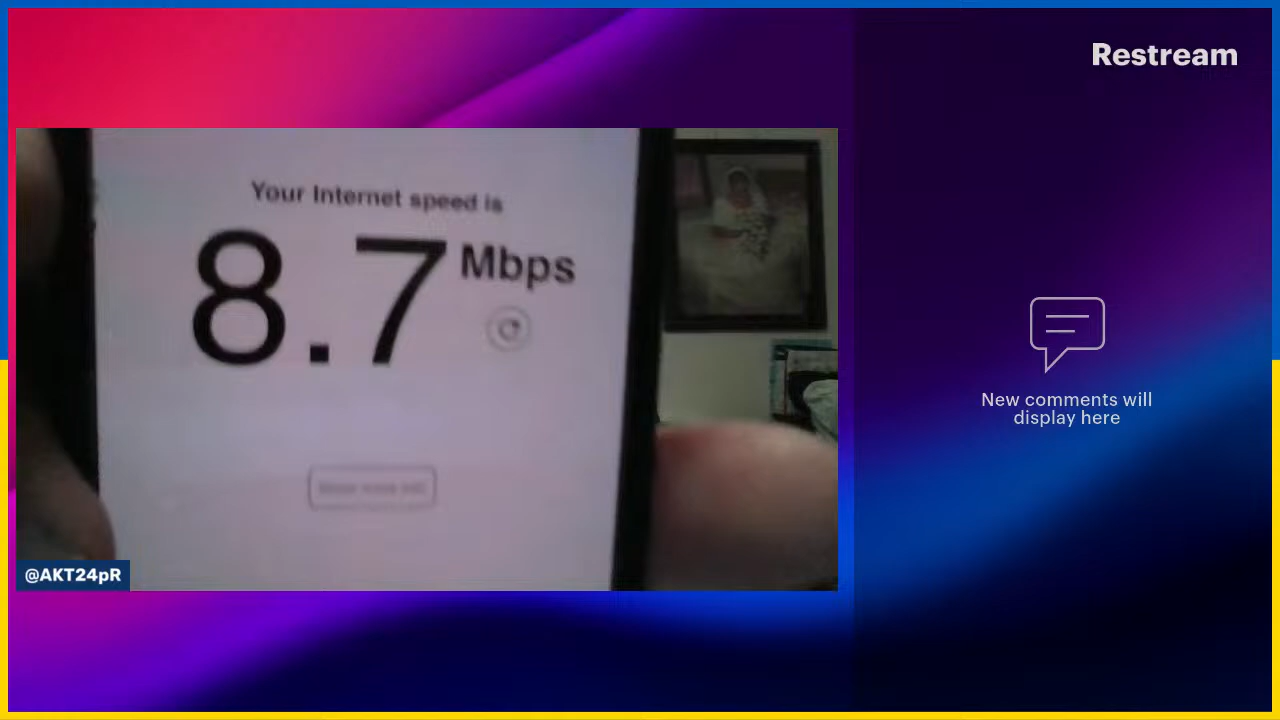 Restream
Your Internet speed is
8.7 Mbps
New comments will
display here
@AKT24pR